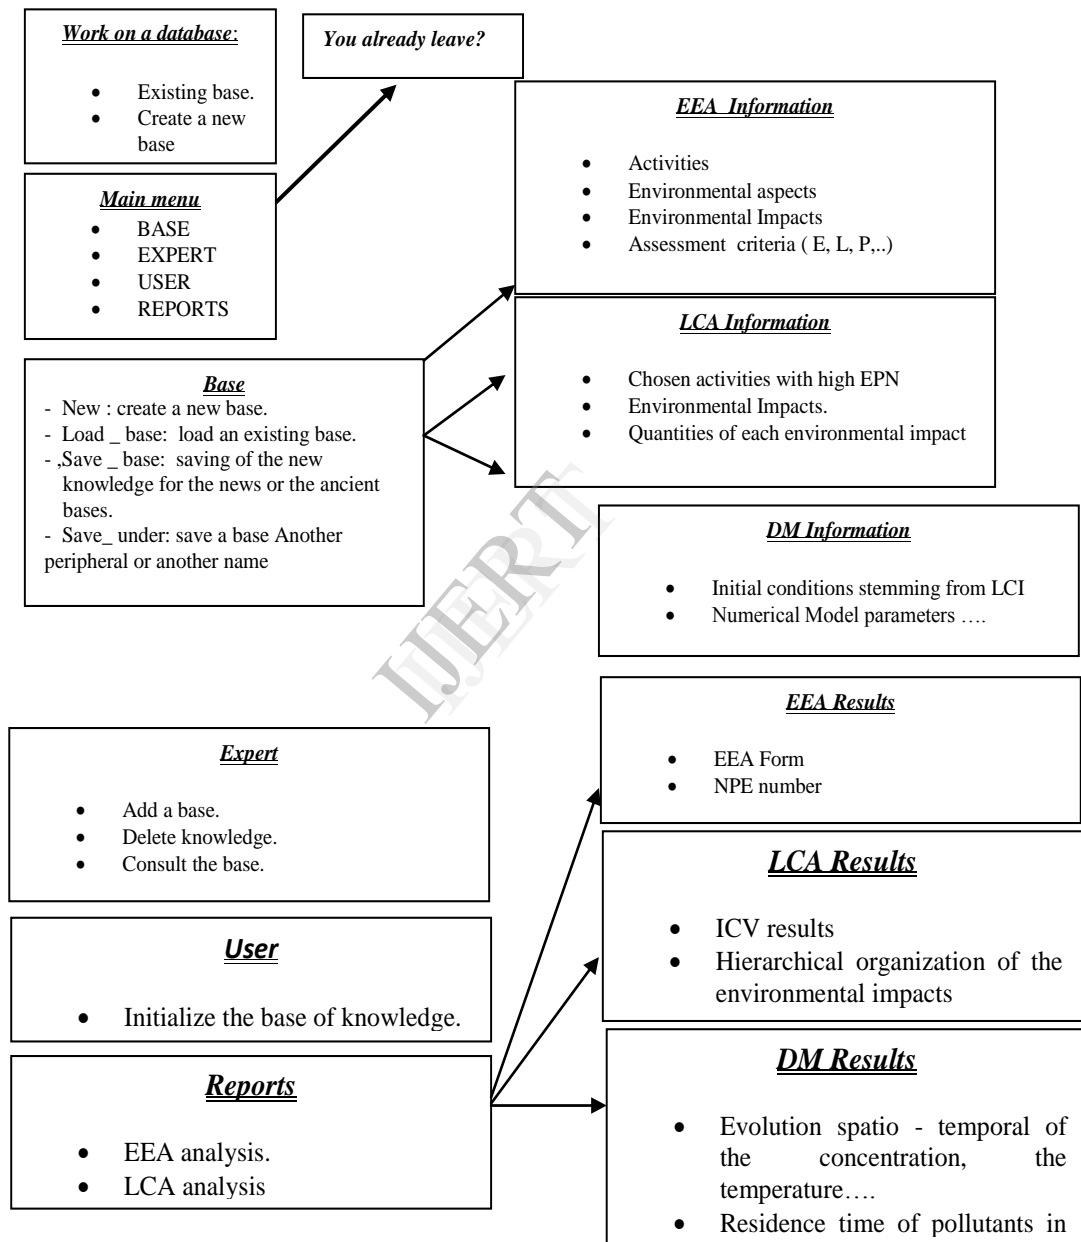 Work on a database:
• Existing base.
• Create a new
base
You already leave?
Main menu
• BASE
• EXPERT
• USER
• REPORTS
EEA Information
• Activities
• Environmental aspects
• Environmental Impacts
• Assessment criteria ( E, L, P,..)
LCA Information
• Chosen activities with high EPN
• Environmental Impacts.
• Quantities of each environmental impact
Base
- New : create a new base.
- Load _ base: load an existing base.
- ,Save _ base: saving of the new
knowledge for the news or the ancient
bases.
- Save_ under: save a base Another
peripheral or another name
DM Information
• Initial conditions stemming from LCI
• Numerical Model parameters ….
IJERT
EEA Results
• EEA Form
• NPE number
Expert
• Add a base.
• Delete knowledge.
• Consult the base.
LCA Results
• ICV results
• Hierarchical organization of the
environmental impacts
User
• Initialize the base of knowledge.
Reports
• EEA analysis.
• LCA analysis
DM Results
• Evolution spatio - temporal of
the concentration, the
temperature….
• Residence time of pollutants in